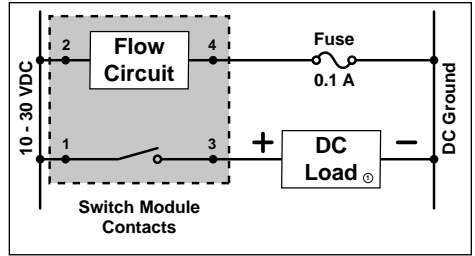 2
Flow
Circuit
4
Fuse
0.1 A
10 - 30 VDC
DC Ground
1
3
+
DC
Load ①
−
Switch Module
Contacts